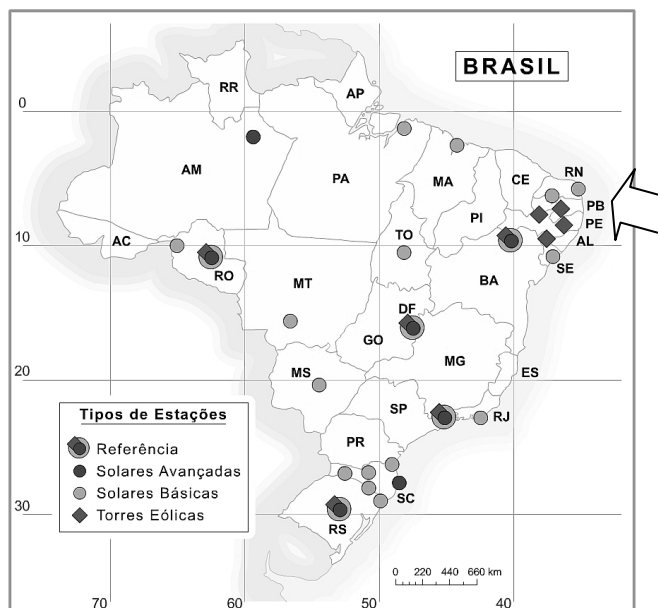 BRASIL
RR
AP
0
AM
PA
MA
CE
RN
PB
PI
PE
AC
TO
AL
10
RO
SE
MT
BA
DF
GO
MG
MS
ES
20
SP
RJ
Tipos de Estações
Referência
Solares Avançadas
Solares Básicas
Torres Eólicas
PR
SC
30
RS
0 220 440 660 km
70
60
50
40